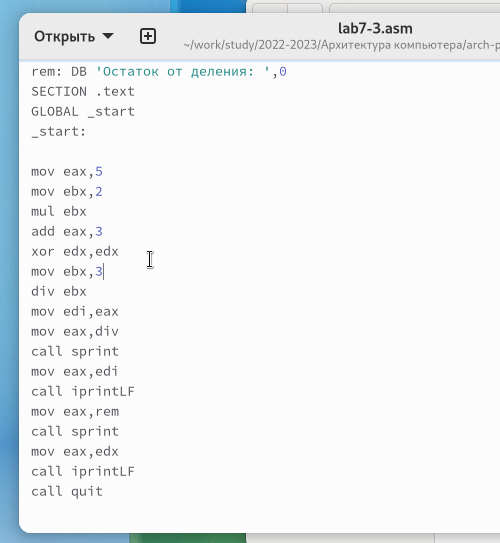 Открыть
lab7-3.asm
~/work/study/2022-2023/Архитектура компьютера/arch-
rem: DB 'Остаток от деления: ',0
SECTION .text
GLOBAL _start
_start:
mov eax,5
mov ebx,2
mul ebx
add eax,3
xor edx,edx
mov ebx,3
div ebx
mov edi,eax
mov eax,div
call sprint
mov eax,edi
call iprintLF
mov eax,rem
call sprint
mov eax,edx
call iprintLF
call quit